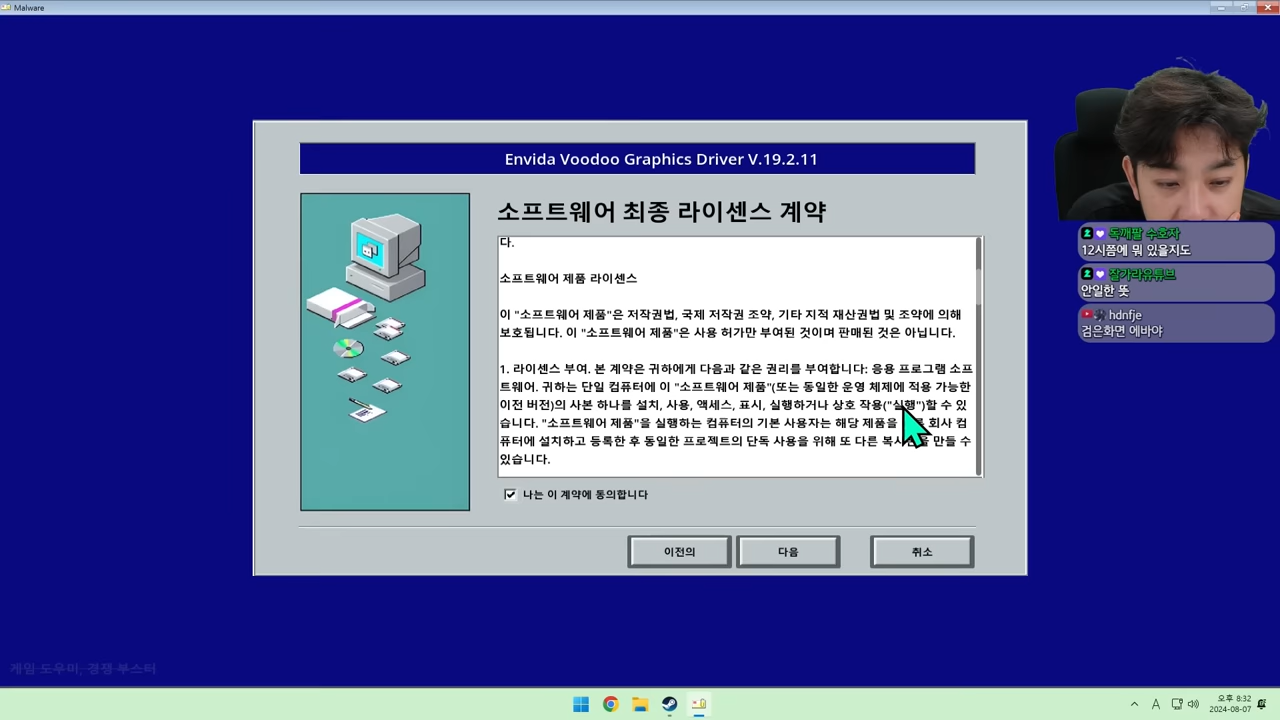 Malware
Envida Voodoo Graphics Driver V.19.2.11
소프트웨어 최종 라이센스 계약
다.
소프트웨어 제품 라이센스
이 "소프트웨어 제품"은 저작권법, 국제 저작권 조약, 기타 지적 재산권법 및 조약에 의해
보호됩니다. 이 "소프트웨어 제품"은 사용 허가만 부여된 것이며 판매된 것은 아닙니다.
1. 라이센스 부여. 본 계약은 귀하에게 다음과 같은 권리를 부여합니다: 응용 프로그램 소프
트웨어. 귀하는 단일 컴퓨터에 이 "소프트웨어 제품"(또는 동일한 운영 체제에 적용 가능한
이전 버전)의 사본 하나를 설치, 사용, 액세스, 표시, 실행하거나 상호 작용("실행")할 수 있
습니다. "소프트웨어 제품"을 실행하는 컴퓨터의 기본 사용자는 해당 제품을 회사 컴
퓨터에 설치하고 등록한 후 동일한 프로젝트의 단독 사용을 위해 또 다른 만들 수
있습니다.
나는 이 계약에 동의합니다
이전의
다음
취소
독깨팔 수호자
12시쯤에 뭐 있을지도
잘가라유튜브
안일한 뜻
hdnfje
검은화면 에바야
게임 도우미, 경쟁 부스터
A
오후 8:32
2024-08-07